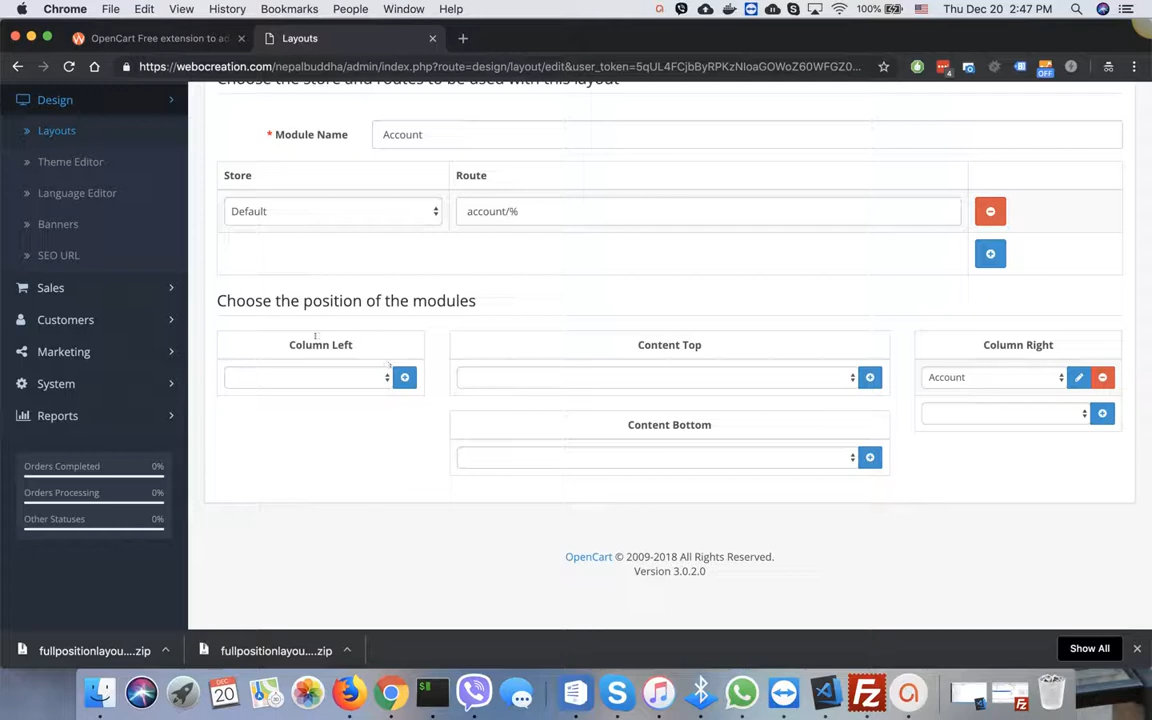 Chrome File Edit View History Bookmarks People Window Help 100% Thu Dec 20 2:47 PM
OpenCart Free extension to ad
Layouts
https://webocreation.com/nepalbuddha/admin/index.php?route=design/layout/edit&user_token=5qUL4FCjbByRPKzNIoaGOWoZ60WFGZ0...
4
OFF
Choose the store and routes to be used with this layout
Design
Layouts
Theme Editor
Language Editor
Banners
SEO URL
Sales
Customers
Marketing
System
Reports
Orders Completed 0%
Orders Processing 0%
Other Statuses 0%
* Module Name Account
Store Route
Default account/%
Choose the position of the modules
Column Left Content Top Column Right
Account
Content Bottom
OpenCart © 2009-2018 All Rights Reserved.
Version 3.0.2.0
fullpositionlayou....zip fullpositionlayou....zip Show All
DEC
20